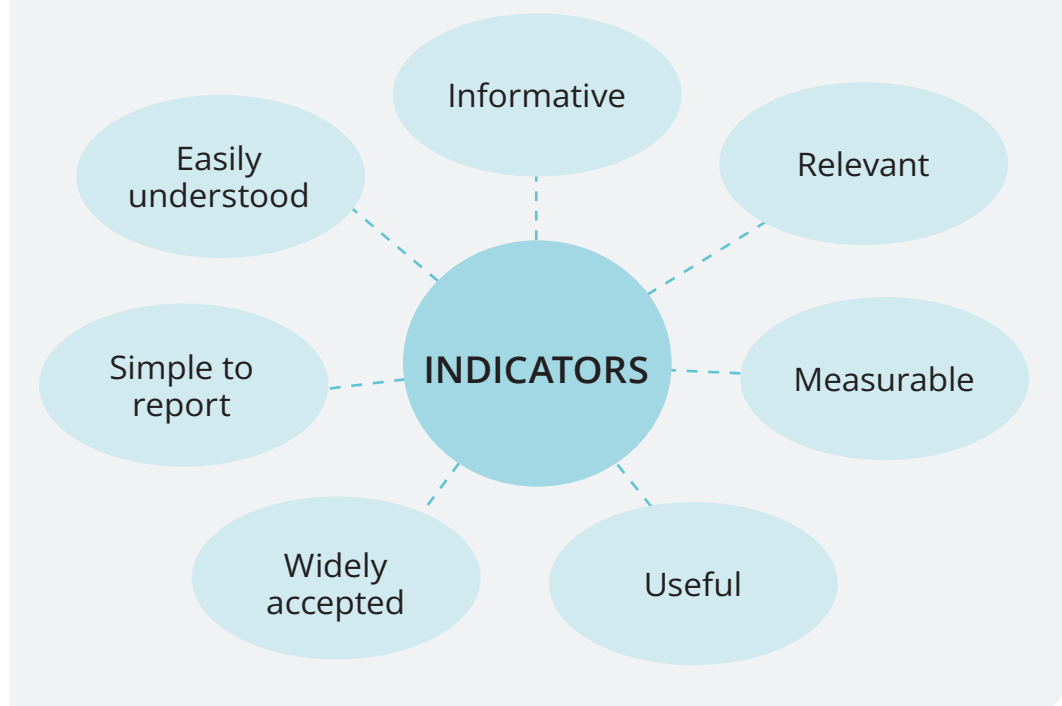 Informative
Relevant
Easily
understood
INDICATORS
Measurable
Simple to
report
Useful
Widely
accepted